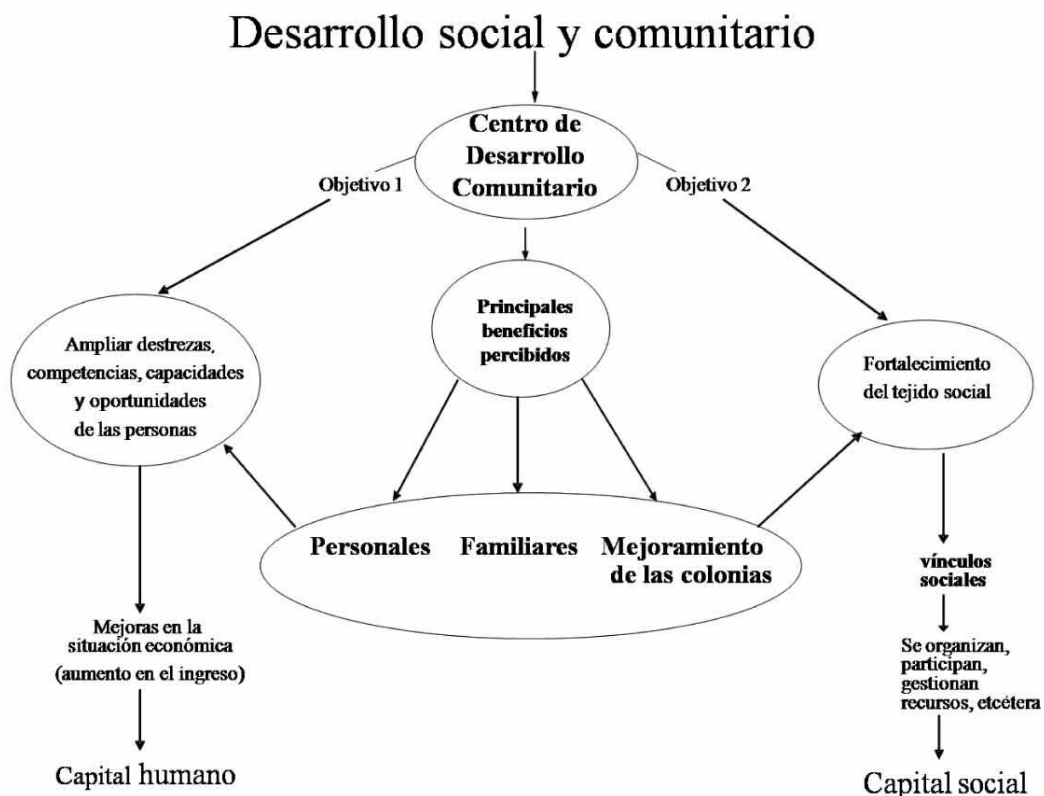 Desarrollo social y comunitario
Centro de
Desarrollo
Comunitario
Objetivo 1
Objetivo 2
Principales
beneficios
percibidos
Ampliar destrezas,
competencias, capacidades
y oportunidades
de las personas
Fortalecimiento
del tejido social
Personales
Familiares
Mejoramiento
de las colonias
vínculos
sociales
Mejoras en la
situación económica
(aumento en el ingreso)
Se organizan,
participan,
gestionan
recursos, etcétera
Capital humano
Capital social